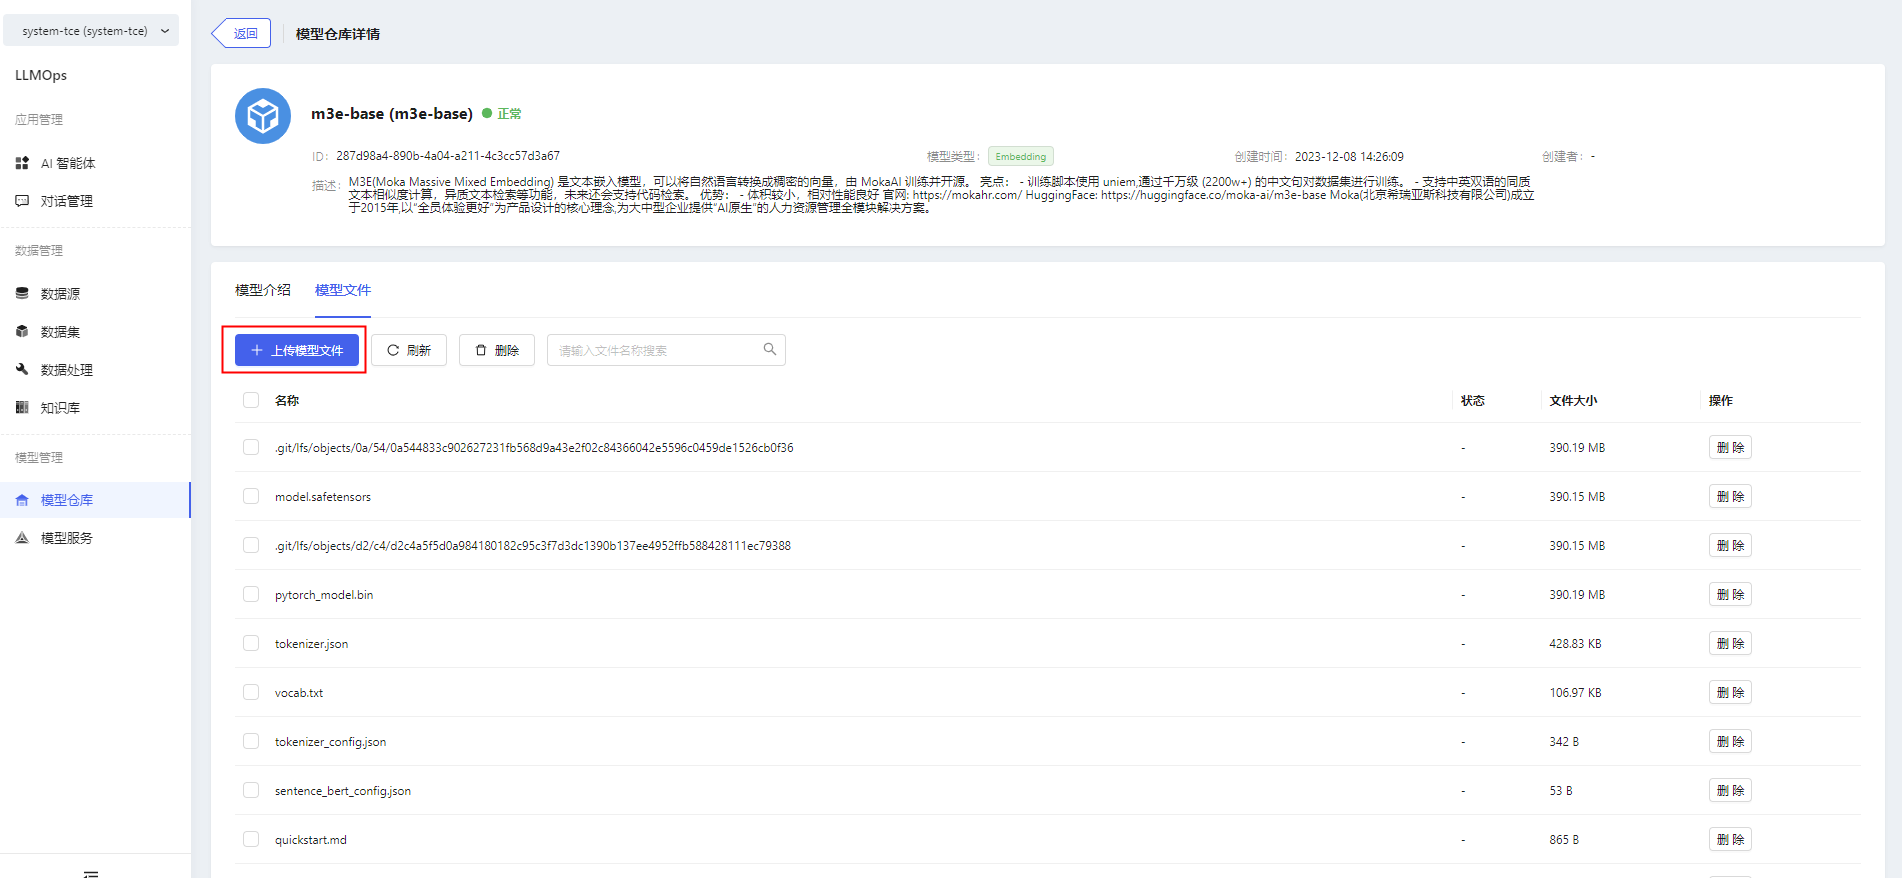 system-tce (system-tce)
LLMOps
应用管理
AI 智能体
对话管理
数据管理
数据源
数据集
数据处理
知识库
模型管理
模型仓库
模型服务
返回
模型仓库详情
m3e-base (m3e-base)
正常
ID: 287d98a4-890b-4a04-a211-4c3cc57d3a67
模型类型: Embedding
创建时间: 2023-12-08 14:26:09
创建者: -
描述: M3E(Moka Massive Mixed Embedding) 是文本嵌入模型，可以将自然语言转换成稠密的向量，由 MokaAI 训练并开源。 亮点： - 训练脚本使用 uniem,通过千万级 (2200w+) 的中文句对数据集进行训练。 - 支持中英双语的同质
文本相似度计算，异质文本检索等功能，未来还会支持代码检索。 优势： - 体积较小，相对性能良好 官网: https://mokahr.com/ HuggingFace: https://huggingface.co/moka-ai/m3e-base Moka(北京希瑞亚斯科技有限公司)成立
于2015年,以“全员体验更好”为产品设计的核心理念,为大中型企业提供“AI原生”的人力资源管理全模块解决方案。
模型介绍
模型文件
上传模型文件
刷新
删除
请输入文件名称搜索
名称 状态 文件大小 操作
.git/lfs/objects/0a/54/0a544833c902627231fb568d9a43e2f02c84366042e5596c0459de1526cb0f36 - 390.19 MB 删 除
model.safetensors - 390.15 MB 删 除
.git/lfs/objects/d2/c4/d2c4a5f5d0a984180182c95c3f7d3dc1390b137ee4952ffb588428111ec79388 - 390.15 MB 删 除
pytorch_model.bin - 390.19 MB 删 除
tokenizer.json - 428.83 KB 删 除
vocab.txt - 106.97 KB 删 除
tokenizer_config.json - 342 B 删 除
sentence_bert_config.json - 53 B 删 除
quickstart.md - 865 B 删 除